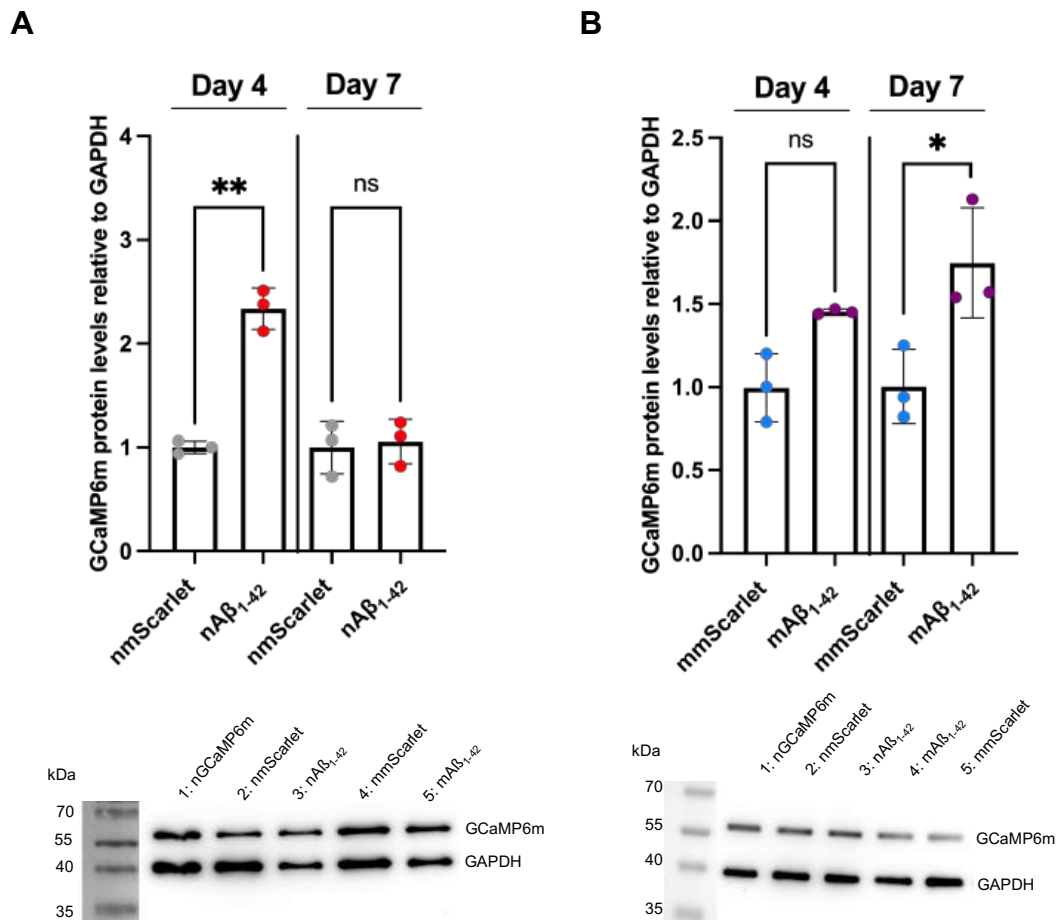 A
Day 4
Day 7
GCaMP6m protein levels relative to GAPDH
4
3
2
1
0
**
ns
nmScarlet
nAβ₁₋₄₂
nmScarlet
nAβ₁₋₄₂
kDa
1: nGCaMP6m
2: nmScarlet
3: nAß₁₋₄₂
4: mmScarlet
5: mAß₁₋₄₂
70
55
40
35
GCaMP6m
GAPDH
B
Day 4
Day 7
GCaMP6m protein levels relative to GAPDH
2.5
2.0
1.5
1.0
0.5
0.0
ns
*
mmScarlet
mAβ₁₋₄₂
mmScarlet
mAβ₁₋₄₂
kDa
1: nGCaMP6m
2: nmScarlet
3: nAß₁₋₄₂
4: mAß₁₋₄₂
5: mmScarlet
70
55
40
35
GCaMP6m
GAPDH